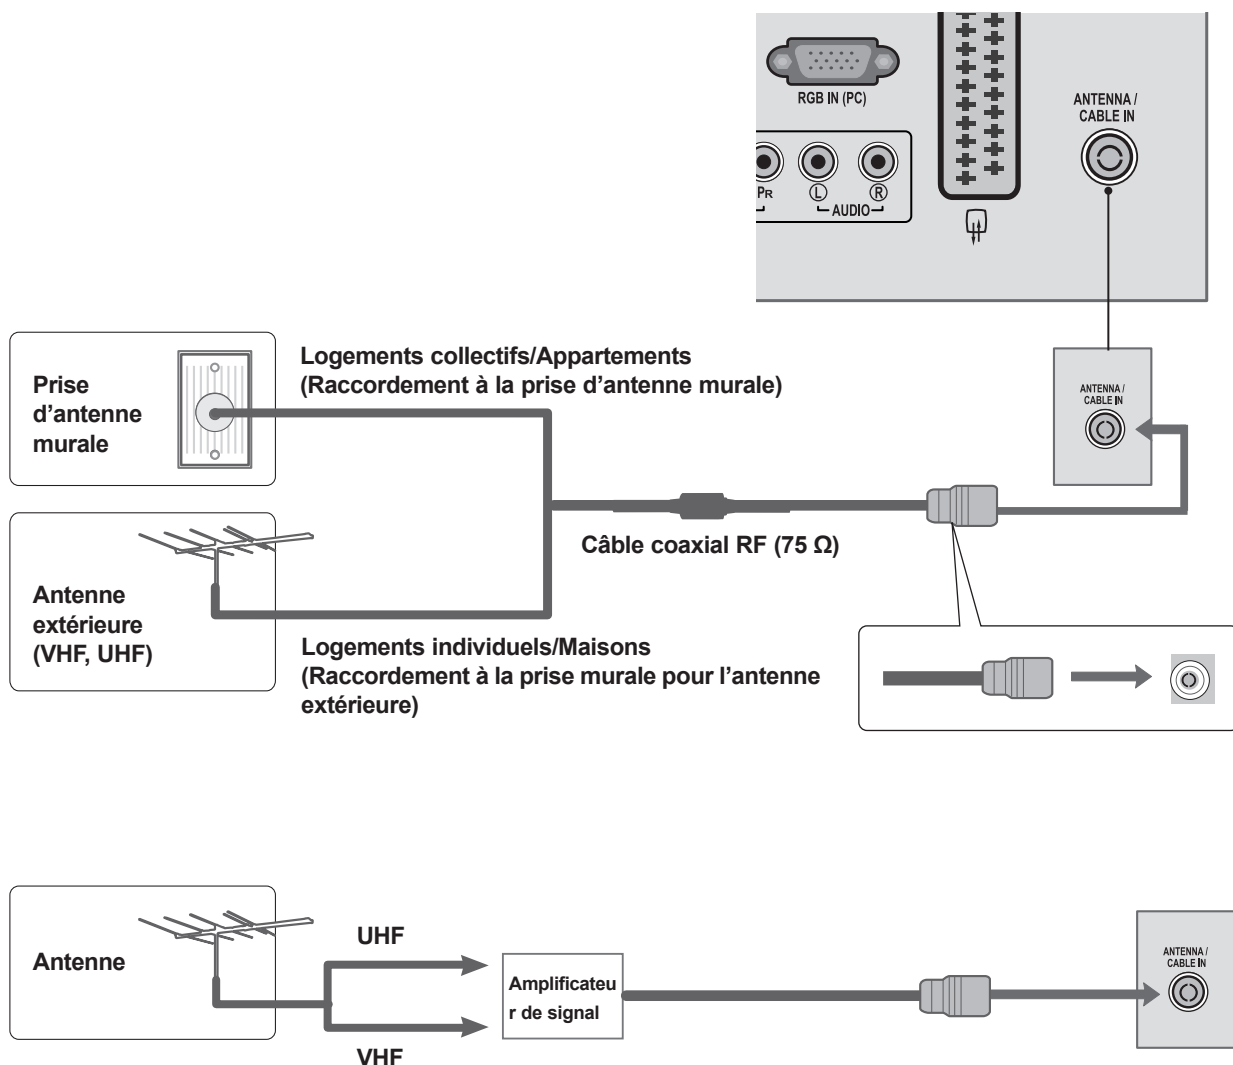 RGB IN (PC)
ANTENNA /
CABLE IN
PR
L
R
AUDIO
Prise
d'antenne
murale
Logements collectifs/Appartements
(Raccordement à la prise d'antenne murale)
ANTENNA /
CABLE IN
Câble coaxial RF (75 Ω)
Antenne
extérieure
(VHF, UHF)
Logements individuels/Maisons
(Raccordement à la prise murale pour l'antenne
extérieure)
Antenne
UHF
VHF
Amplificateu
r de signal
ANTENNA /
CABLE IN